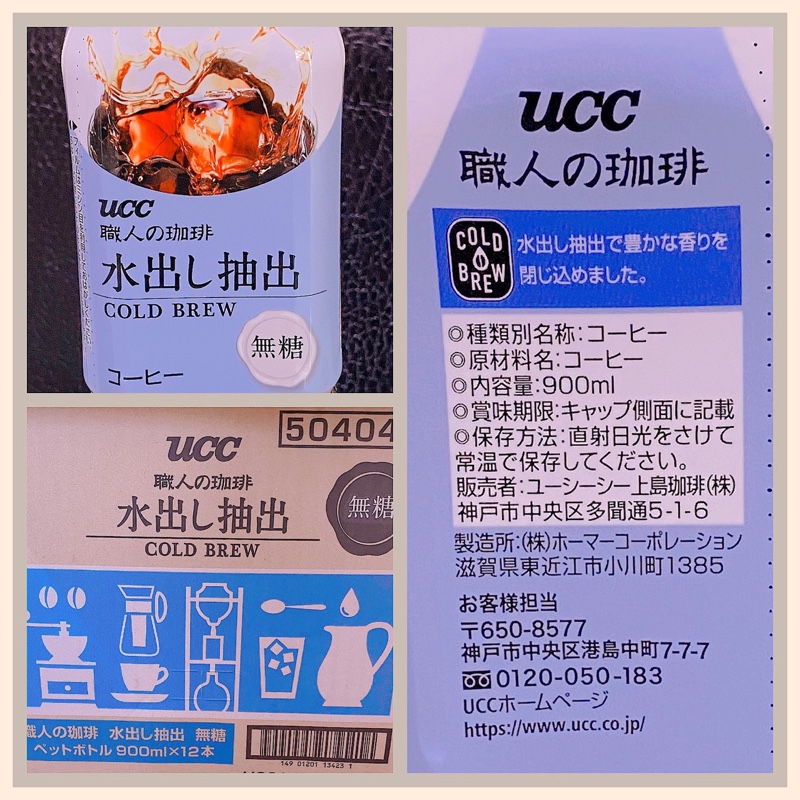 ucc
職人の珈琲
水出し抽出
COLD BREW
無糖
コーヒー
50404
ucc
職人の珈琲
水出し抽出
無糖
COLD BREW
職人の珈琲 水出し抽出 無糖
ペットボトル 900ml×12本
149 01201 13423 1
ucc
職人の珈琲
COLD
BREW
水出し抽出で豊かな香りを
閉じ込めました。
◎種類別名称:コーヒー
◎原材料名:コーヒー
◎内容量:900ml
◎賞味期限:キャップ側面に記載
◎保存方法:直射日光をさけて
常温で保存してください。
販売者:ユーシーシー上島珈琲(株)
神戸市中央区多聞通5-1-6
製造所:(株)ホーマーコーポレーション
滋賀県東近江市小川町1385
お客様担当
〒650-8577
神戸市中央区港島中町7-7-7
0120-050-183
UCCホームページ
https://www.ucc.co.jp/